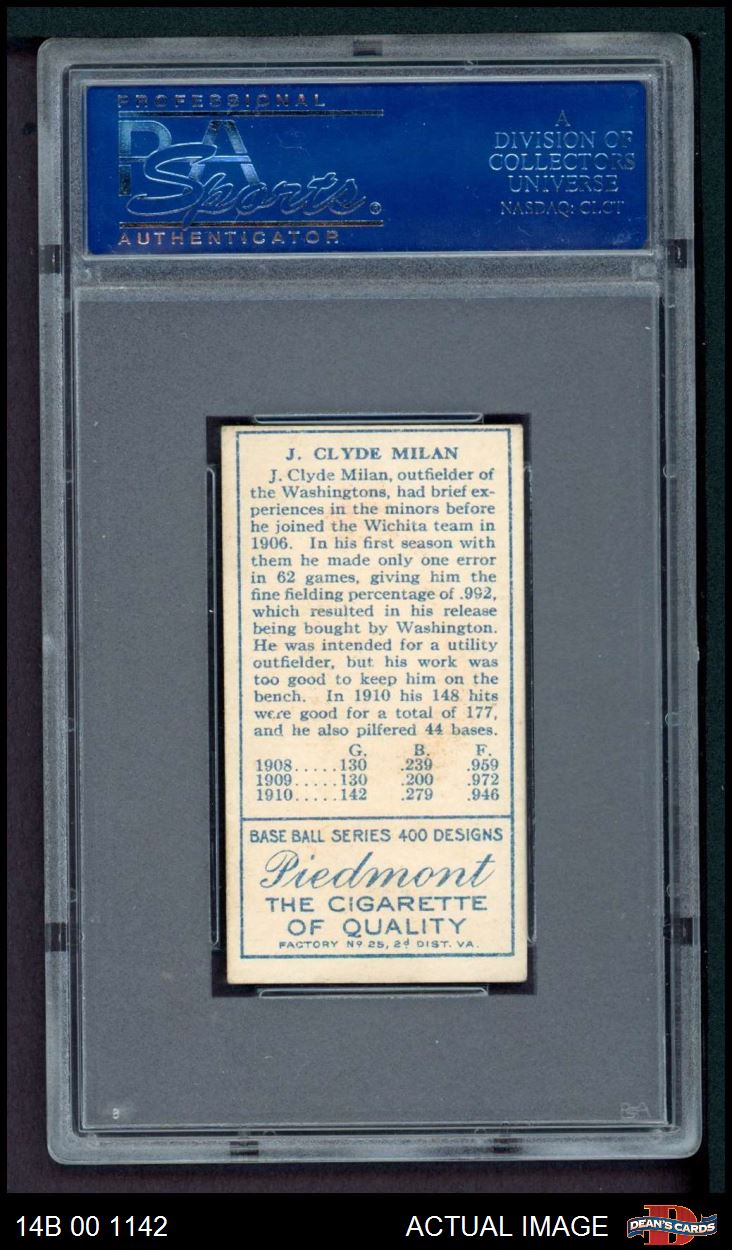 PROFESSIONAL
PSA
Sports
AUTHENTICATOR
A
DIVISION OF
COLLECTORS
UNIVERSE
NASDAQ: CLCT
J. CLYDE MILAN
J. Clyde Milan, outfielder of
the Washingtons, had brief ex-
periences in the minors before
he joined the Wichita team in
1906. In his first season with
them he made only one error
in 62 games, giving him the
fine fielding percentage of .992,
which resulted in his release
being bought by Washington.
He was intended for a utility
outfielder, but his work was
too good to keep him on the
bench. In 1910 his 148 hits
were good for a total of 177,
and he also pilfered 44 bases.
G. B. F.
1908.....130 .239 .959
1909.....130 .200 .972
1910.....142 .279 .946
BASE BALL SERIES 400 DESIGNS
Piedmont
THE CIGARETTE
OF QUALITY
FACTORY Nº 25, 2d DIST. VA.
PSA
14B 00 1142 ACTUAL IMAGE DEAN'S CARDS